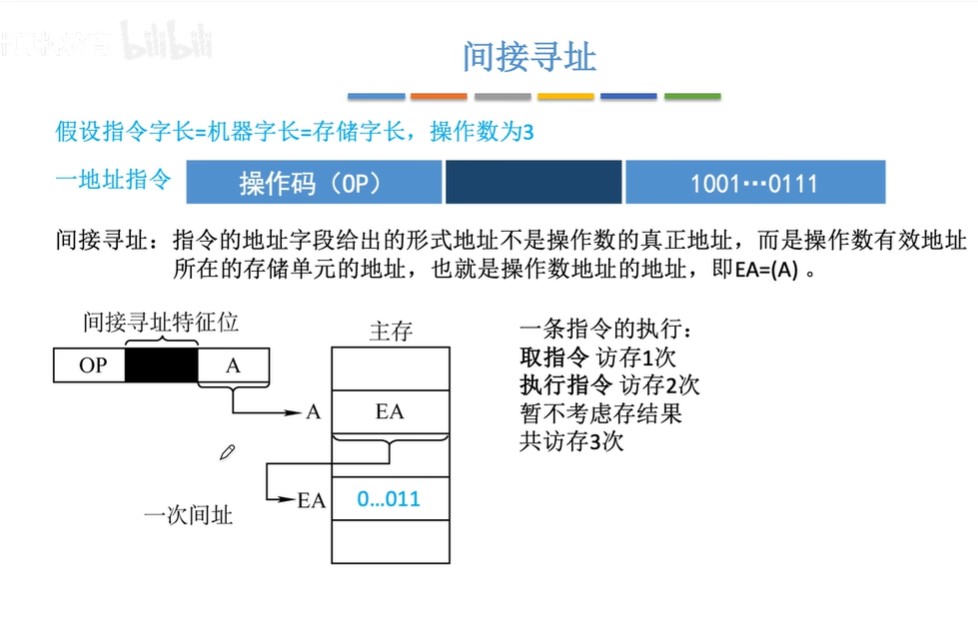 bilibili
间接寻址
假设指令字长=机器字长=存储字长，操作数为3
一地址指令
操作码（OP）
1001…0111
间接寻址：指令的地址字段给出的形式地址不是操作数的真正地址，而是操作数有效地址
所在的存储单元的地址，也就是操作数地址的地址，即EA=(A) 。
间接寻址特征位
OP
A
主存
A
EA
EA
0…011
一次间址
一条指令的执行：
取指令 访存1次
执行指令 访存2次
暂不考虑存结果
共访存3次